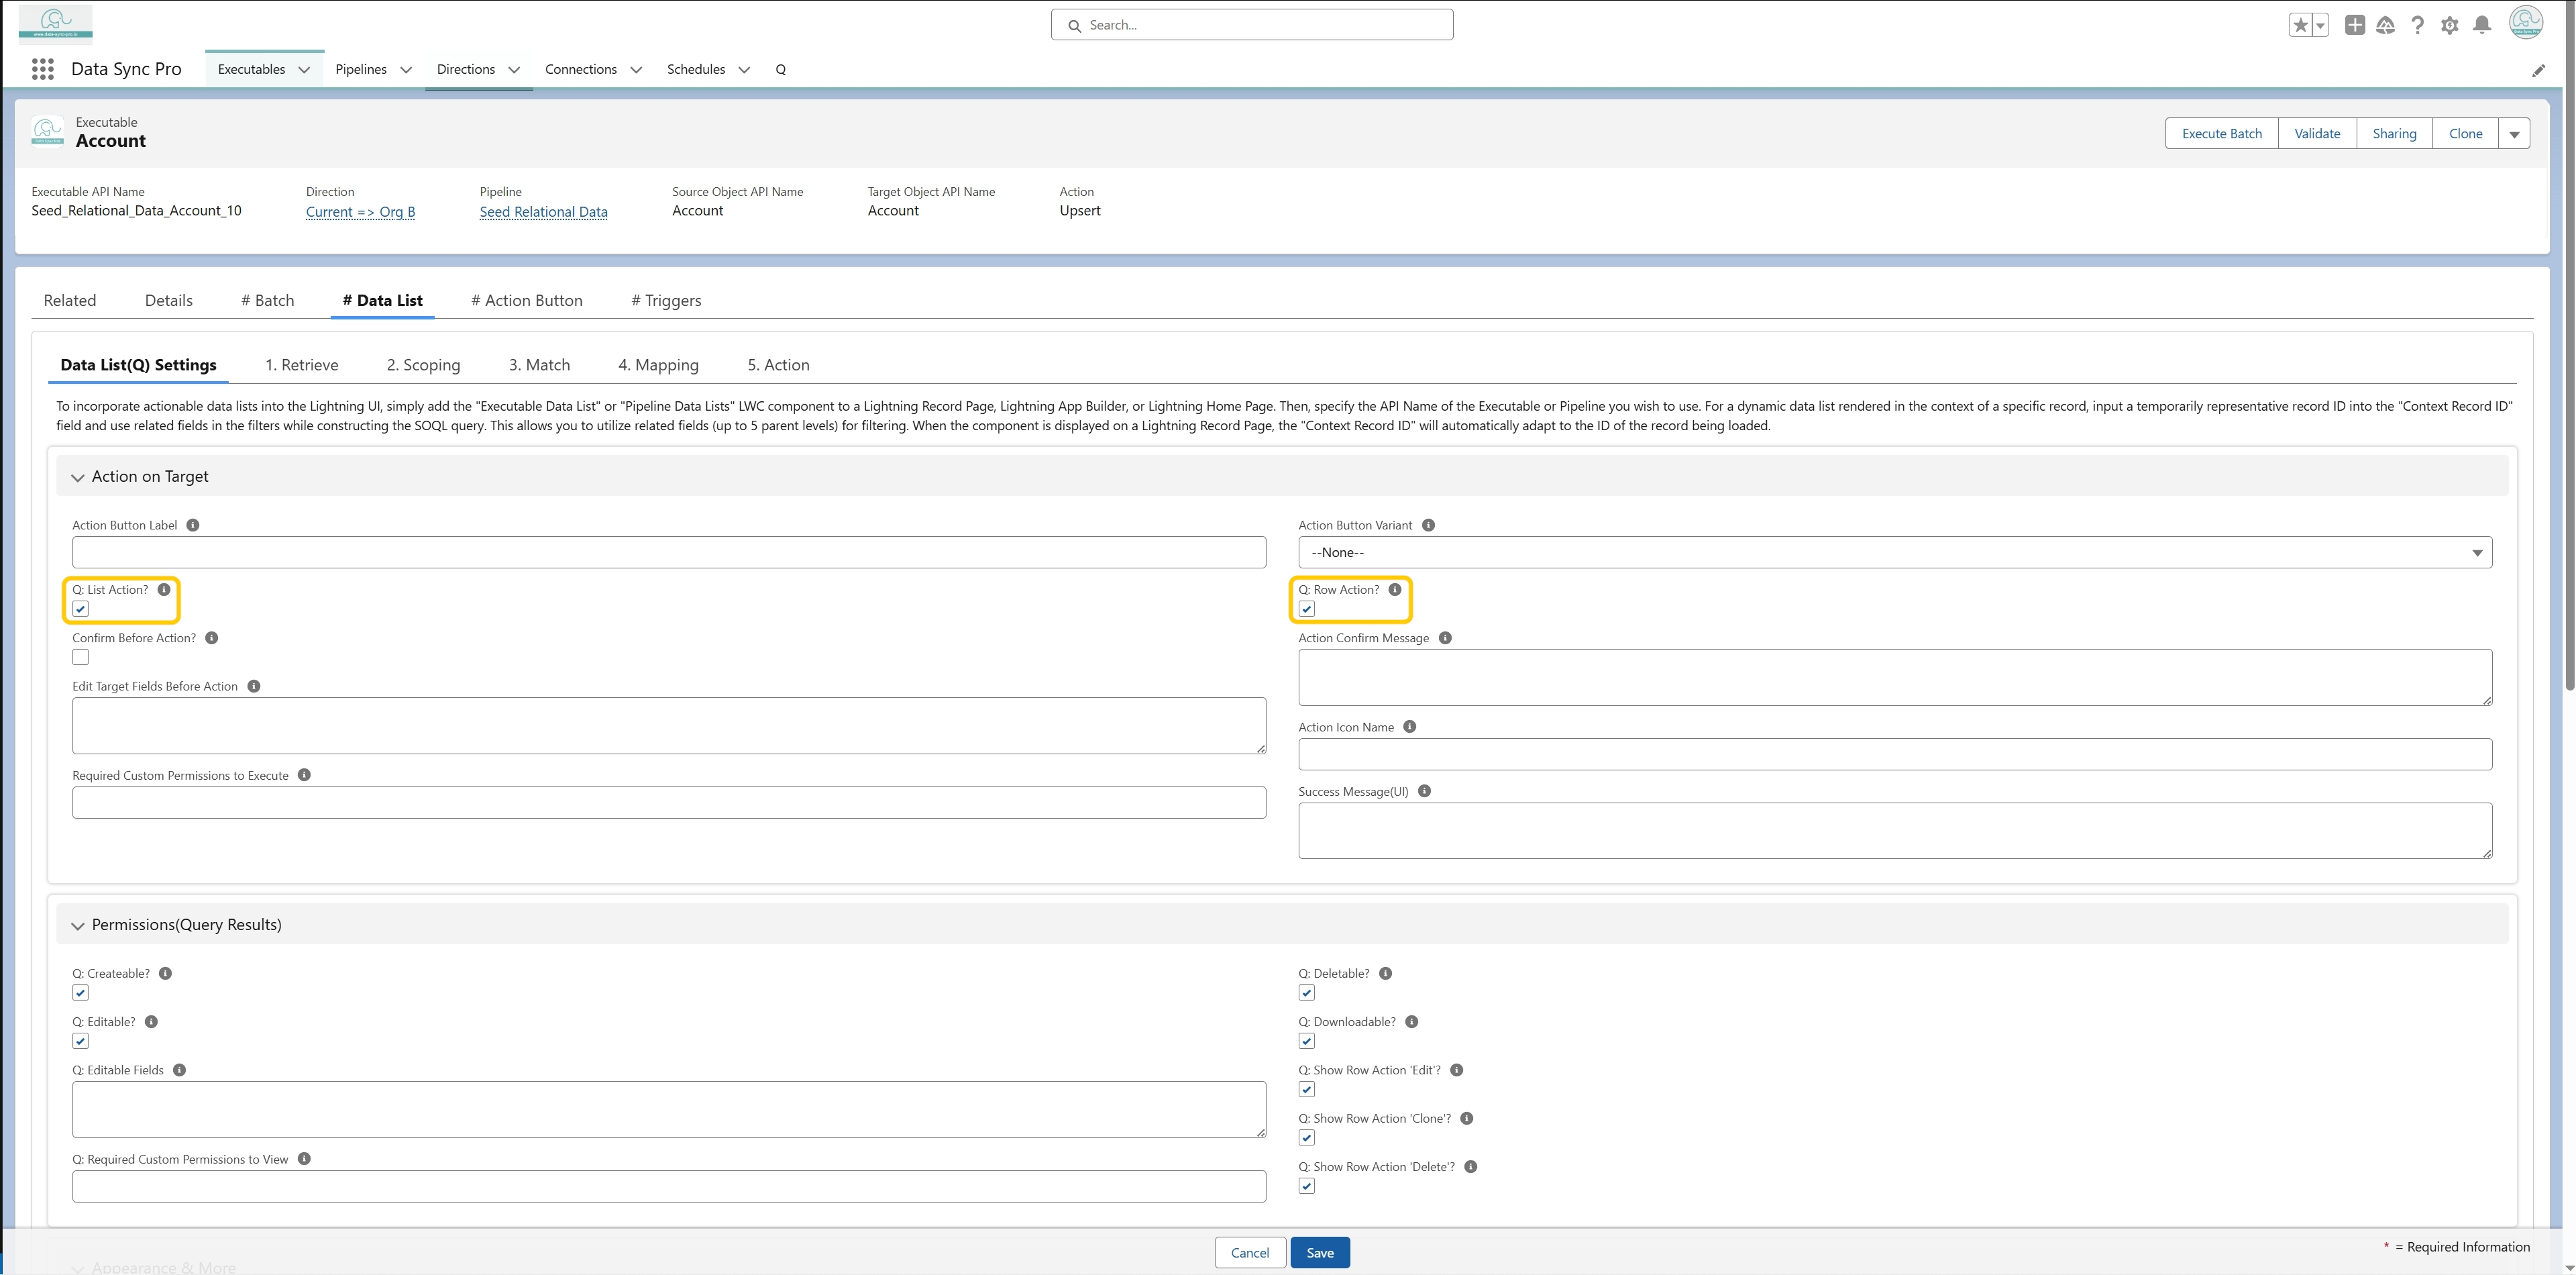 www.data-sync-pro.io
Search...
Data Sync Pro
Executables
Pipelines
Directions
Connections
Schedules
Q
Executable
Account
Execute Batch
Validate
Sharing
Clone
Executable API Name
Seed_Relational_Data_Account_10
Direction
Current => Org B
Pipeline
Seed Relational Data
Source Object API Name
Account
Target Object API Name
Account
Action
Upsert
Related
Details
# Batch
# Data List
# Action Button
# Triggers
Data List(Q) Settings
1. Retrieve
2. Scoping
3. Match
4. Mapping
5. Action
To incorporate actionable data lists into the Lightning UI, simply add the "Executable Data List" or "Pipeline Data Lists" LWC component to a Lightning Record Page, Lightning App Builder, or Lightning Home Page. Then, specify the API Name of the Executable or Pipeline you wish to use. For a dynamic data list rendered in the context of a specific record, input a temporarily representative record ID into the "Context Record ID"
field and use related fields in the filters while constructing the SOQL query. This allows you to utilize related fields (up to 5 parent levels) for filtering. When the component is displayed on a Lightning Record Page, the "Context Record ID" will automatically adapt to the ID of the record being loaded.
Action on Target
Action Button Label
Action Button Variant
--None--
Q: List Action?
Q: Row Action?
Confirm Before Action?
Action Confirm Message
Edit Target Fields Before Action
Action Icon Name
Required Custom Permissions to Execute
Success Message(UI)
Permissions(Query Results)
Q: Createable?
Q: Deletable?
Q: Editable?
Q: Downloadable?
Q: Editable Fields
Q: Show Row Action 'Edit'?
Q: Show Row Action 'Clone'?
Q: Required Custom Permissions to View
Q: Show Row Action 'Delete'?
Cancel
Save
* = Required Information
Appearance & More